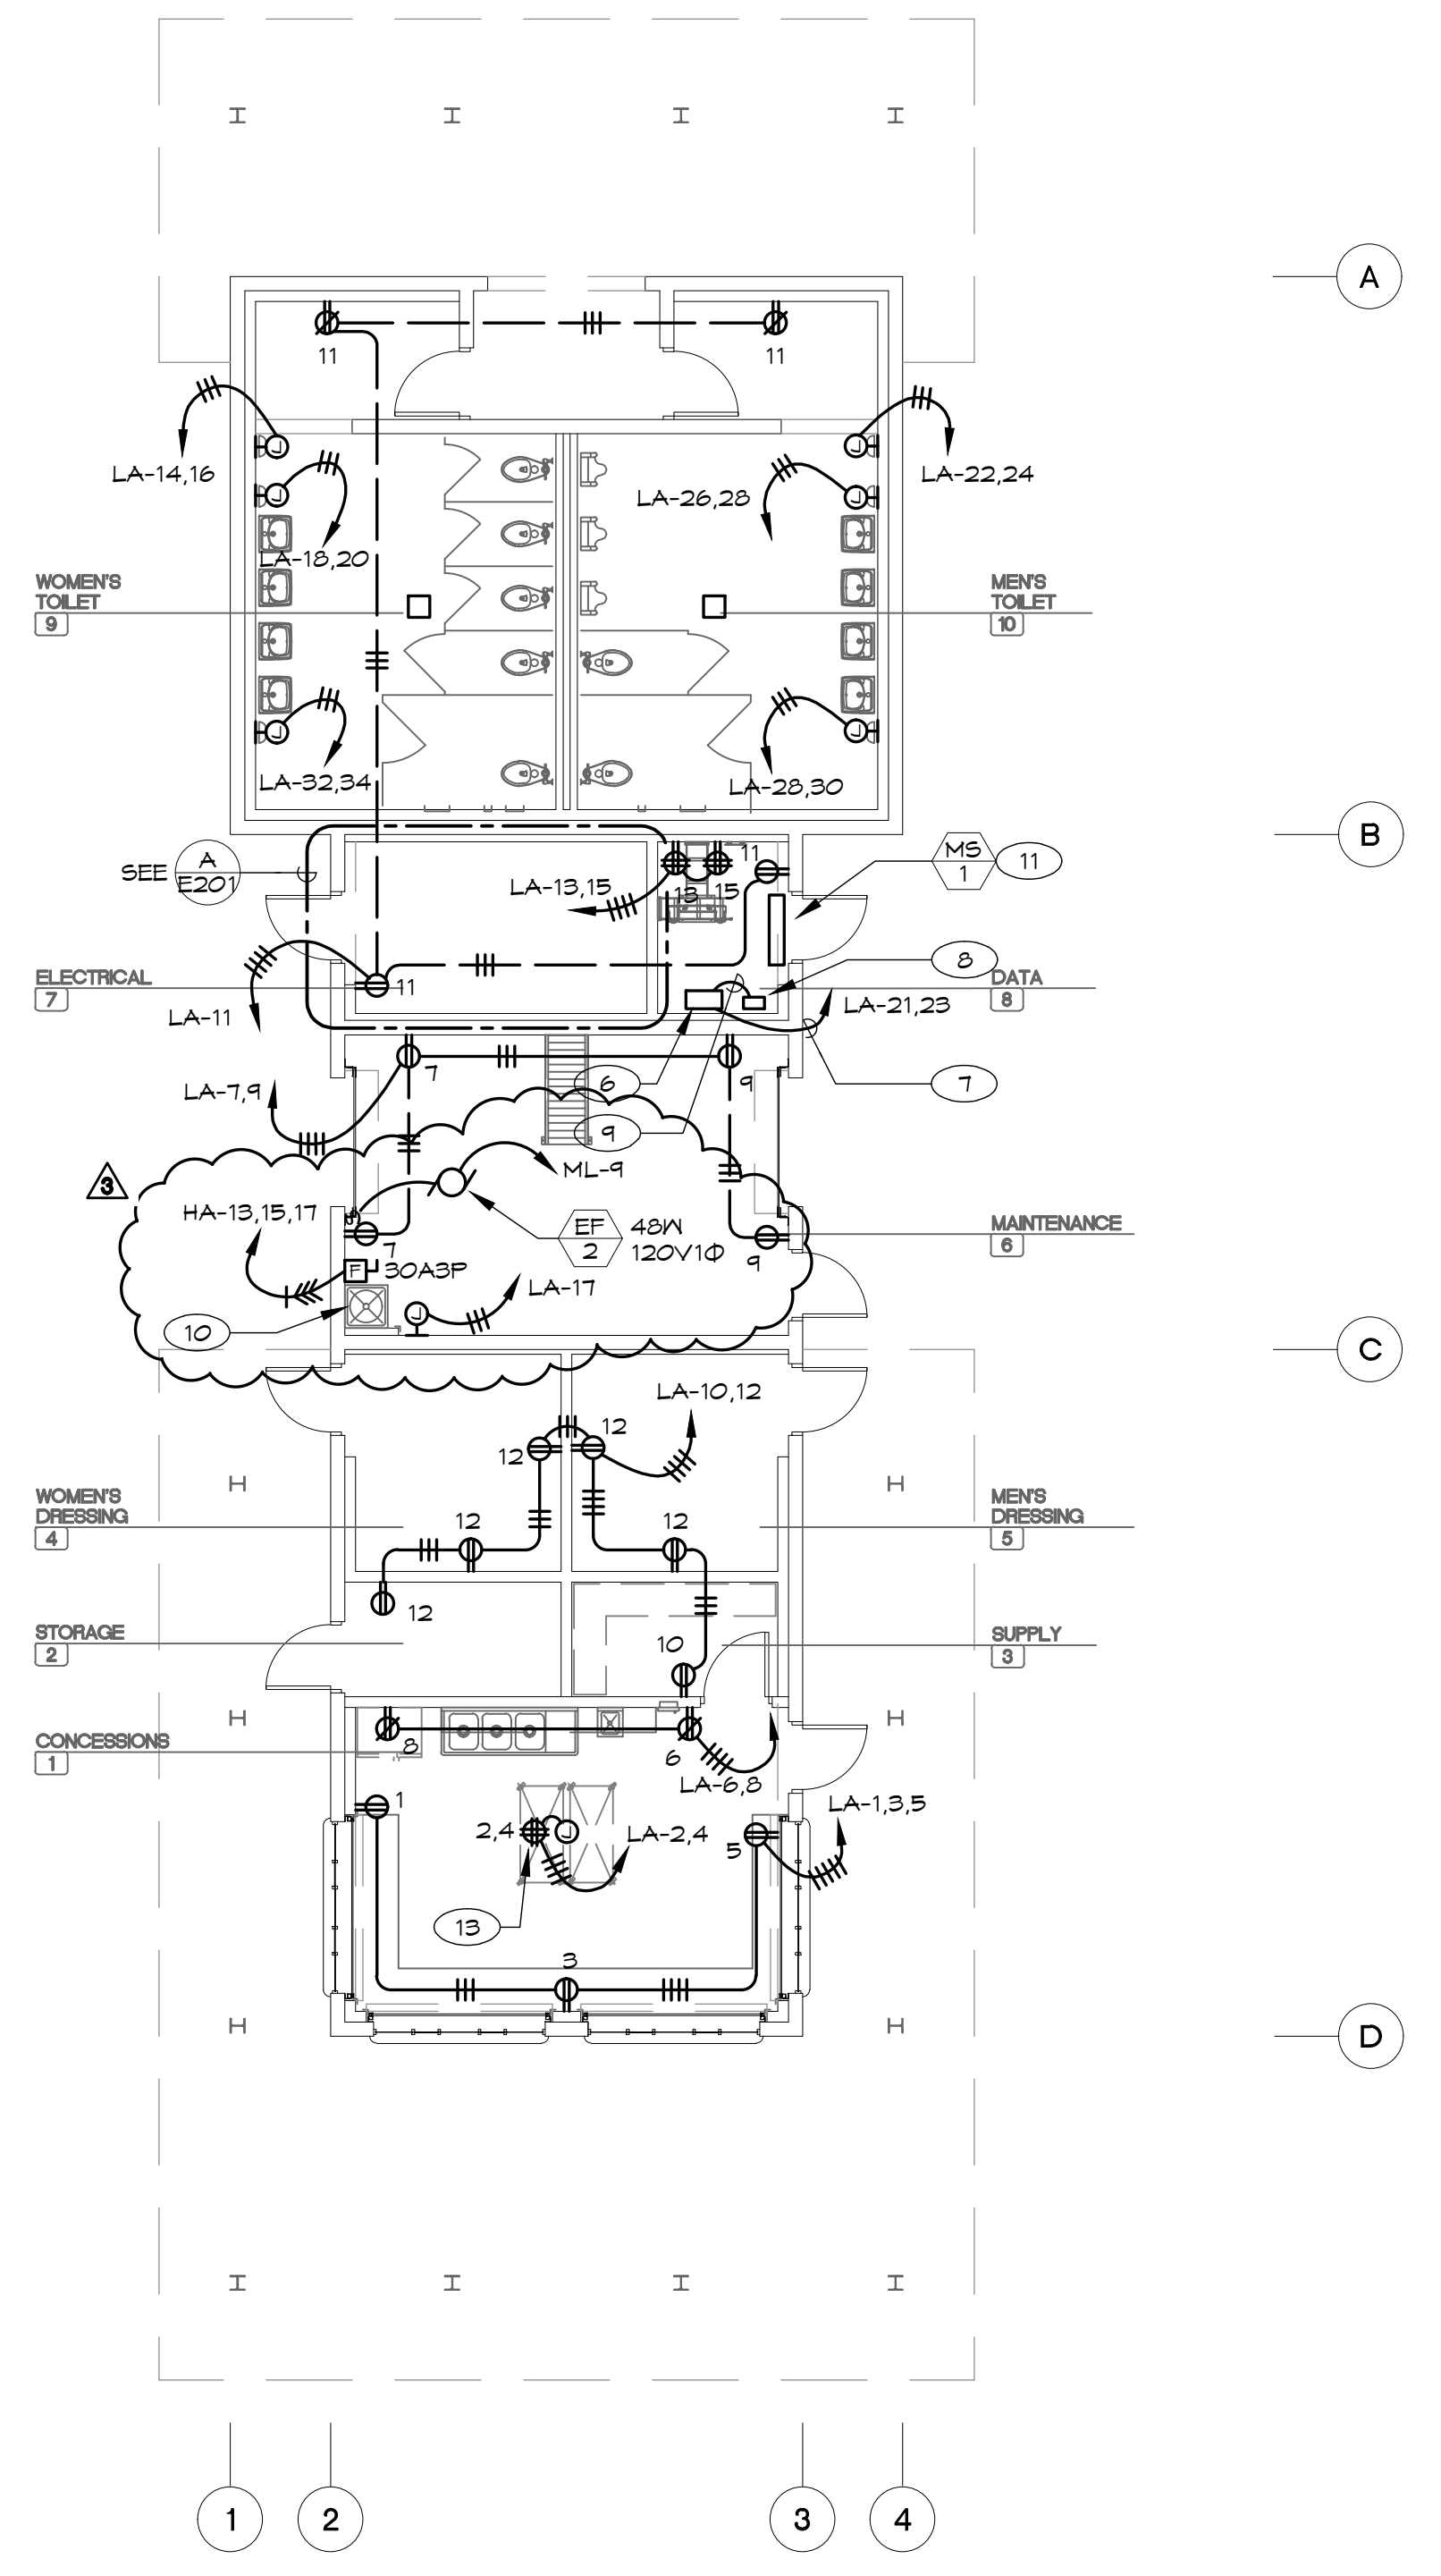 A
11
11
LA-14,16
LA-22,24
LA-26,28
LA-18,20
WOMEN'S
TOILET
9
MEN'S
TOILET
10
LA-32,34
LA-28,30
B
SEE
A
E201
LA-13,15
13
15
11
MS
1
11
ELECTRICAL
7
11
8
DATA
8
LA-11
LA-21,23
7
9
6
7
LA-7,9
9
ML-9
3
HA-13,15,17
EF
2
48W
120V1Φ
MAINTENANCE
6
7
9
F
30A3P
LA-17
10
C
LA-10,12
12
12
WOMEN'S
DRESSING
4
MEN'S
DRESSING
5
12
12
12
STORAGE
2
10
SUPPLY
3
CONCESSIONS
1
8
6
LA-6,8
1
LA-1,3,5
2,4
LA-2,4
5
13
3
D
1
2
3
4